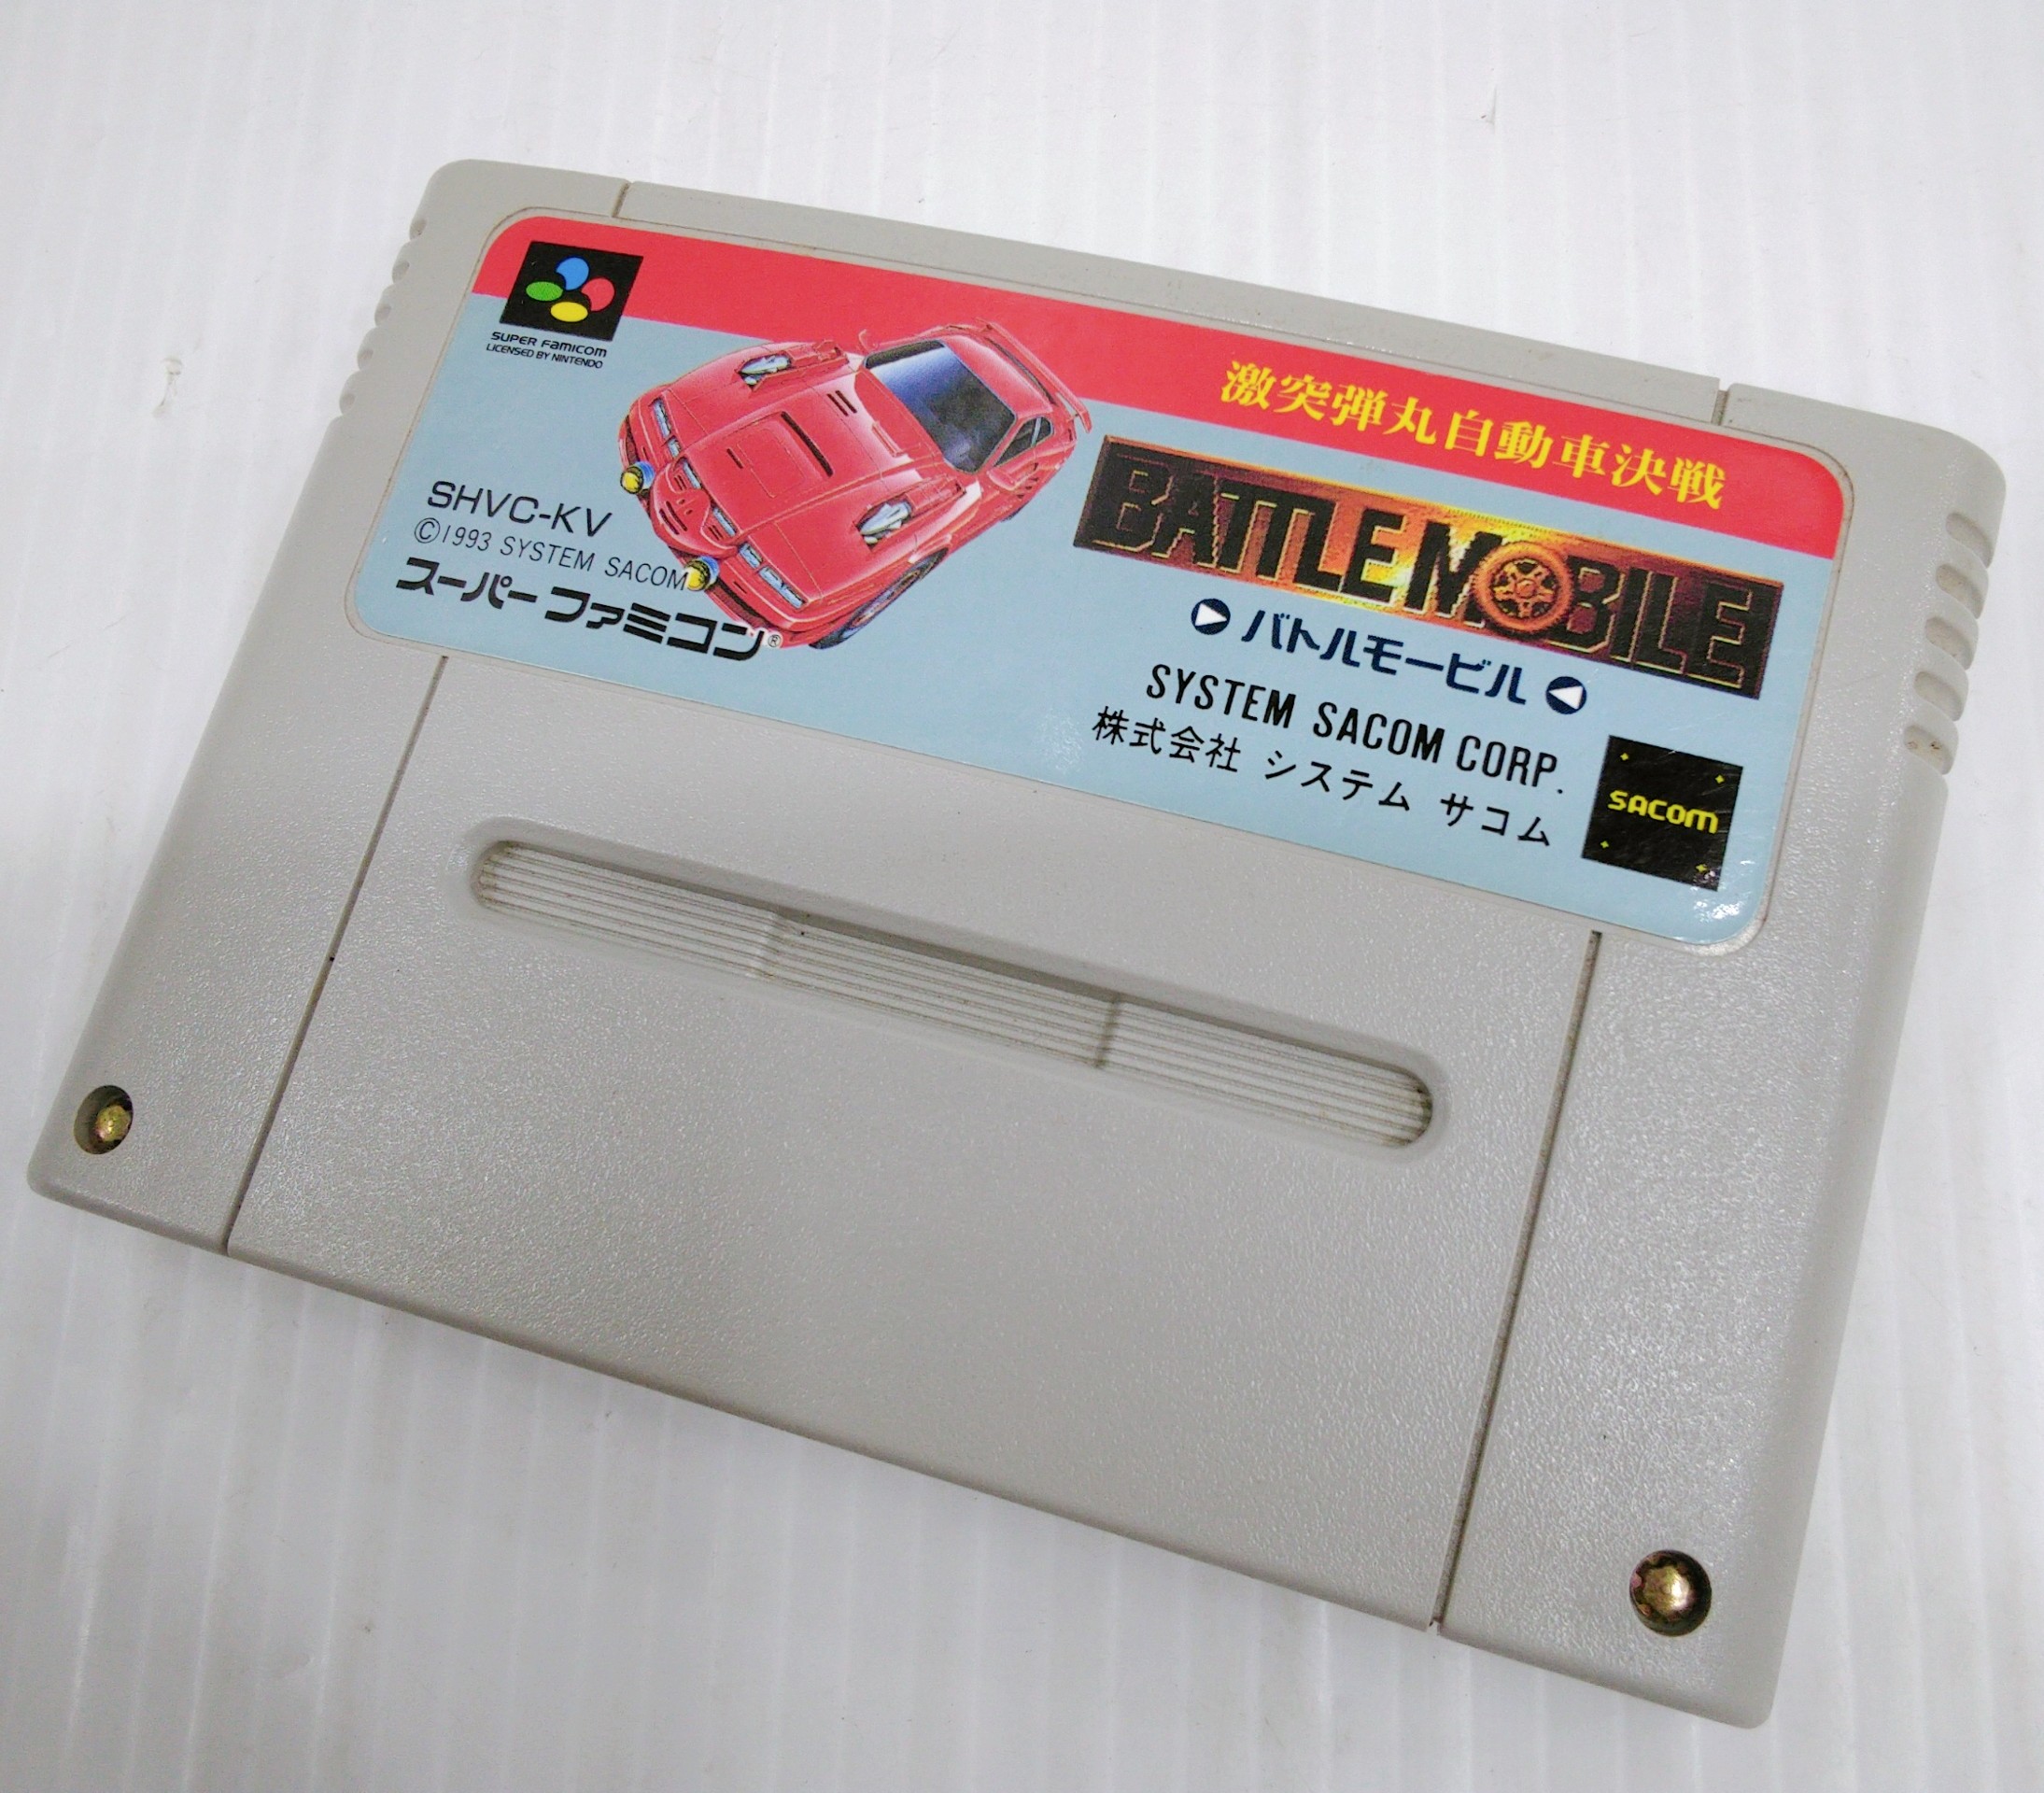 SUPER FAMICOM
LICENSED BY NINTENDO
激突弾丸自動車決戦
BATTLE MOBILE
バトルモービル
SHVC-KV
©1993 SYSTEM SACOM
スーパーファミコン®
SYSTEM SACOM CORP.
株式会社 システム サコム
SACOM